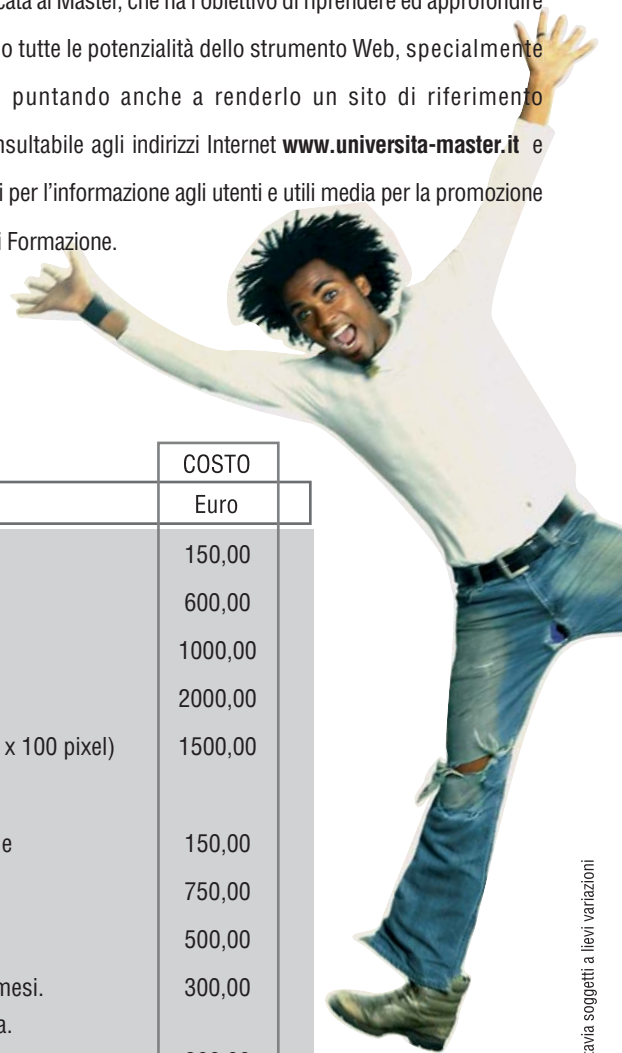 cata ai Master, che ha l'obiettivo di riprendere ed approfondire
o tutte le potenzialità dello strumento Web, specialmente
puntando anche a renderlo un sito di riferimento
nsultabile agli indirizzi Internet www.universita-master.it e
i per l'informazione agli utenti e utili media per la promozione
i Formazione.
COSTO
Euro
150,00
600,00
1000,00
2000,00
x 100 pixel) 1500,00
e 150,00
750,00
500,00
mesi. 300,00
a.
avia soggetti a lievi variazioni